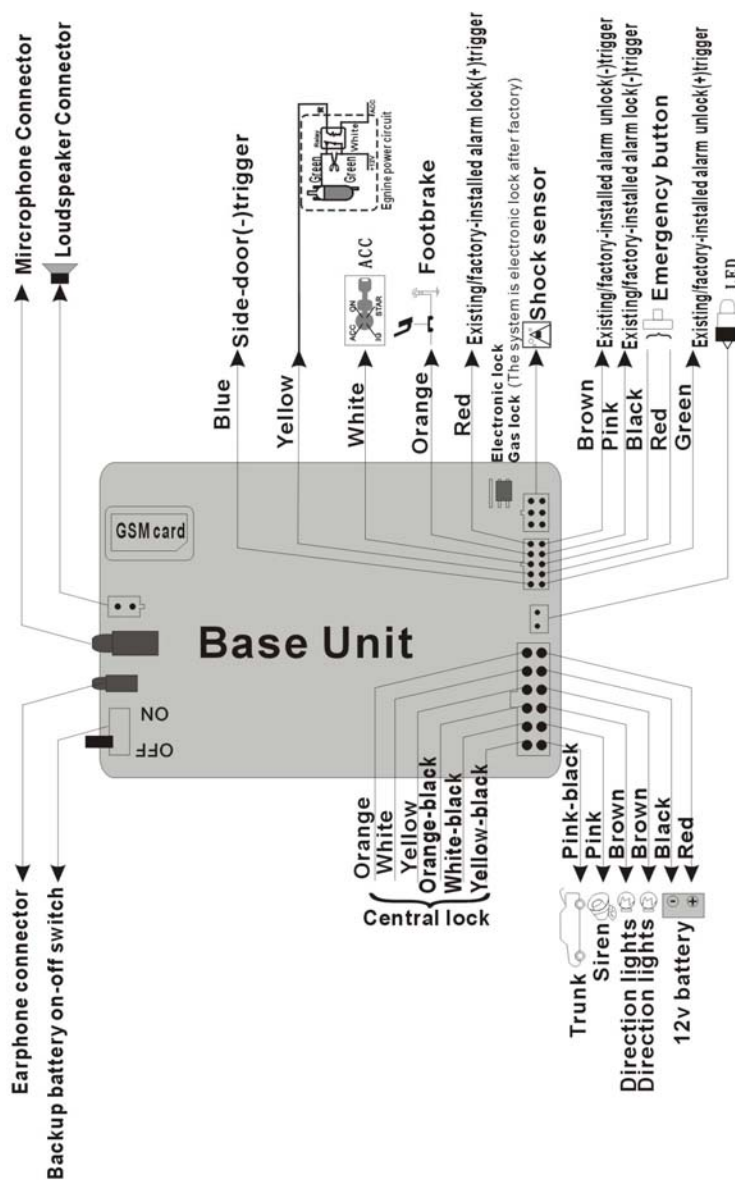 Mircrophone Connector
Loudspeaker Connector
Earphone connector
Backup battery on-off switch
GSM card
Base Unit
ON
OFF
Blue
Side-door(-)trigger
Yellow
Green
Relay
White
Green
+12V
ACC
Egnine power circuit
White
ACC
ON
STAR
IG
ACC
Orange
Footbrake
Red
Existing/factory-installed alarm lock(+)trigger
Electronic lock
Gas lock (The system is electronic lock after factory)
Shock sensor
Brown
Existing/factory-installed alarm unlock(-)trigger
Pink
Existing/factory-installed alarm lock(-)trigger
Black
Red
Emergency button
Green
Existing/factory-installed alarm unlock(+)trigger
LED
Orange
White
Yellow
Orange-black
White-black
Yellow-black
Central lock
Pink-black
Trunk
Pink
Siren
Brown
Direction lights
Brown
Direction lights
Black
Red
12v battery